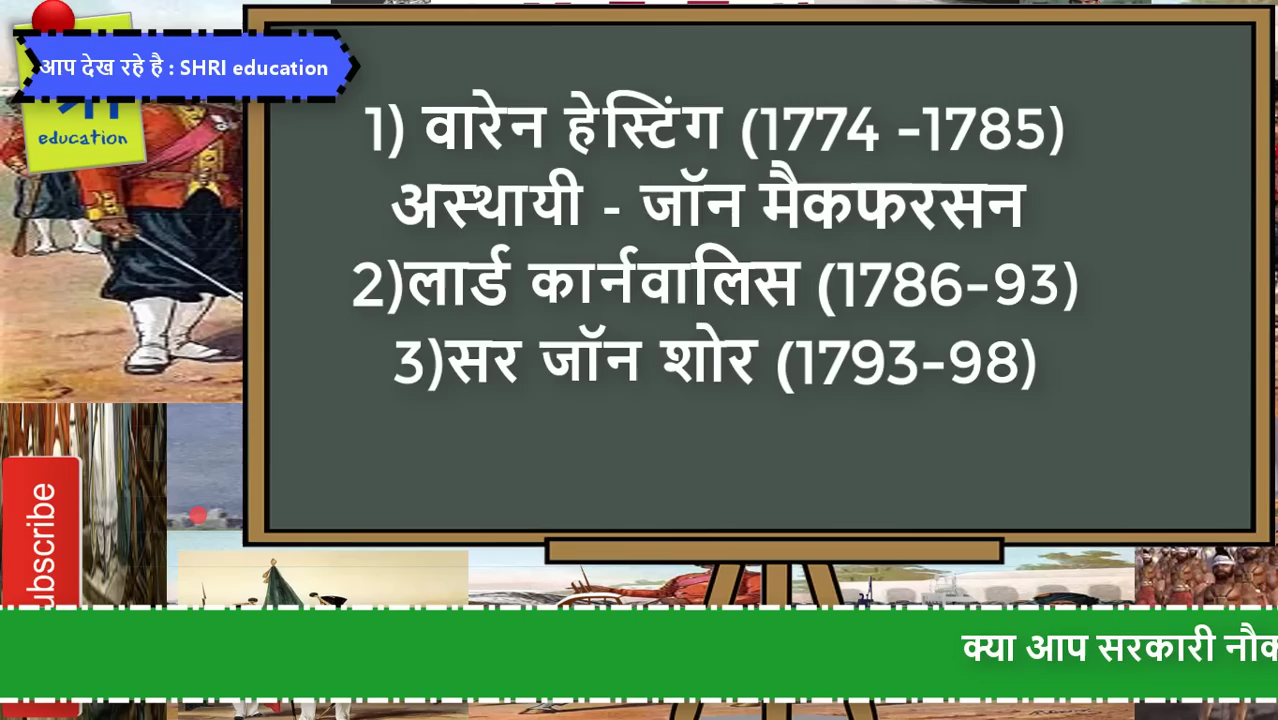 आप देख रहे है : SHRI education
education
1) वारेन हेस्टिंग (1774 -1785)
अस्थायी - जॉन मैकफरसन
2)लार्ड कार्नवालिस (1786-93)
3)सर जॉन शोर (1793-98)
ubscribe
क्या आप सरकारी